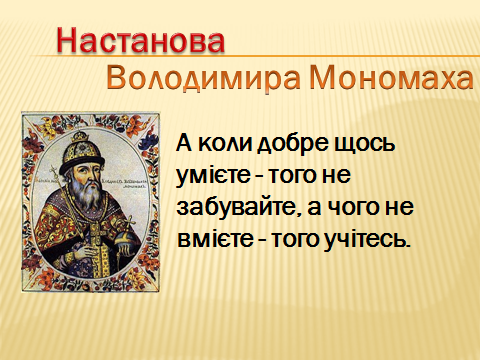 Настанова
Володимира Мономаха
А коли добре щось
умієте - того не
забувайте, а чого не
вмієте - того учітесь.